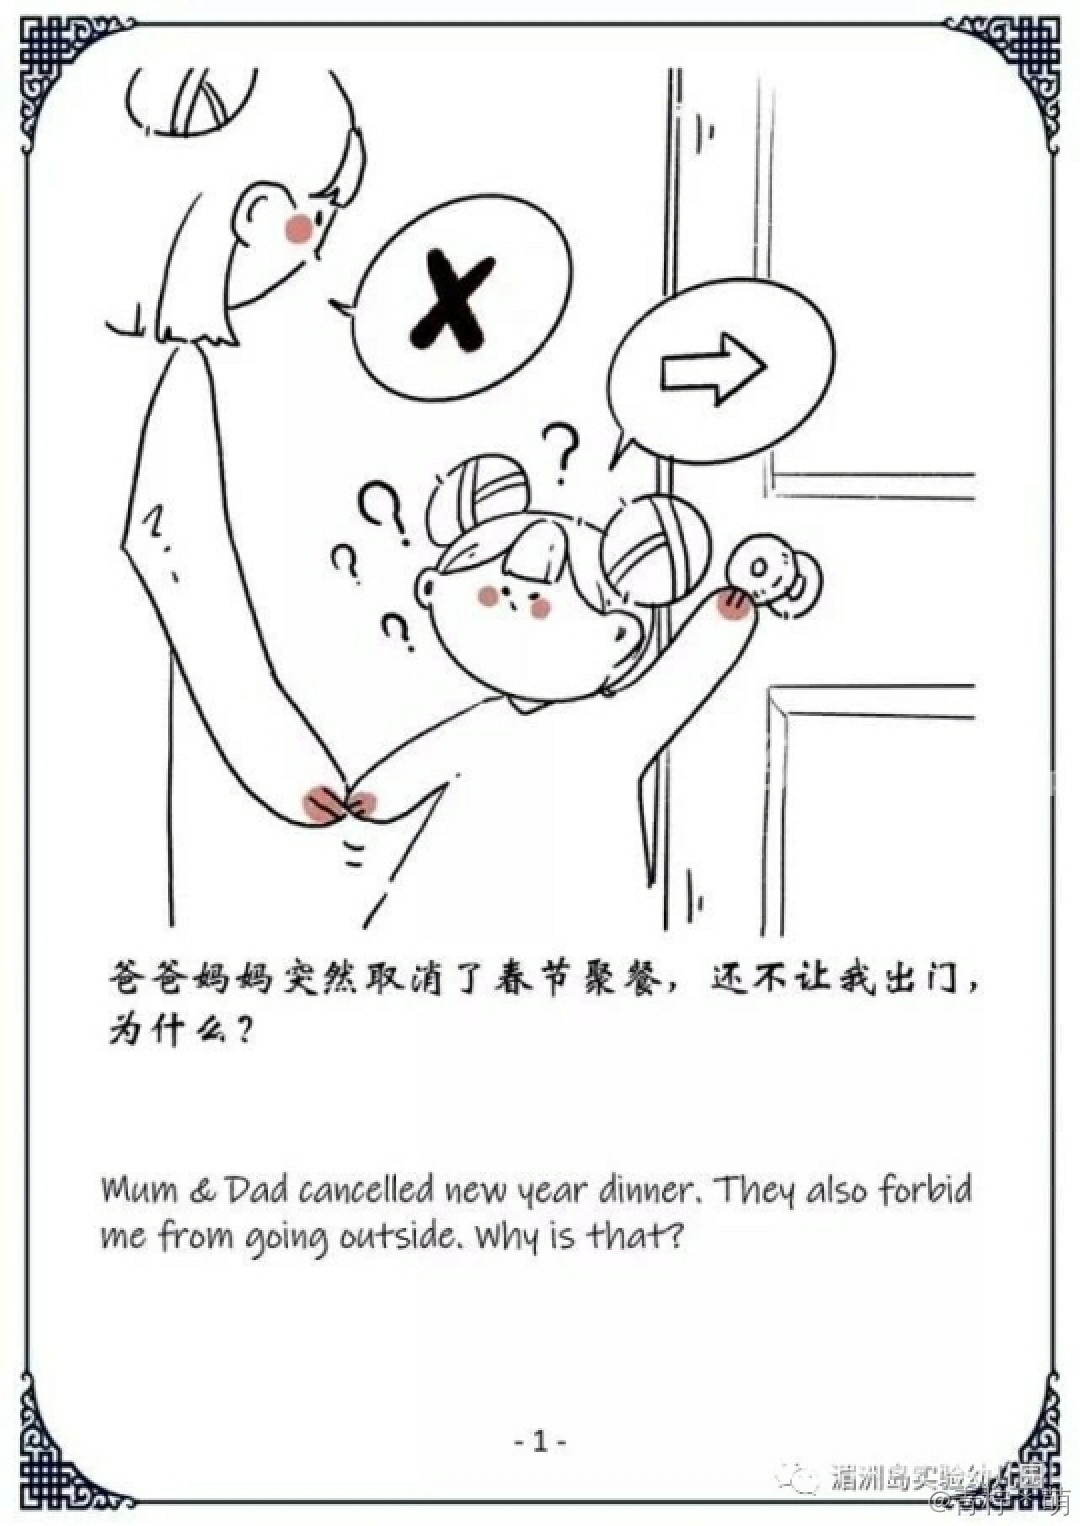 爸爸妈妈突然取消了春节聚餐，还不让我出门，
为什么？
Mum & Dad cancelled new year dinner. They also forbid
me from going outside. Why is that?
- 1 -
湄洲岛实验幼儿园